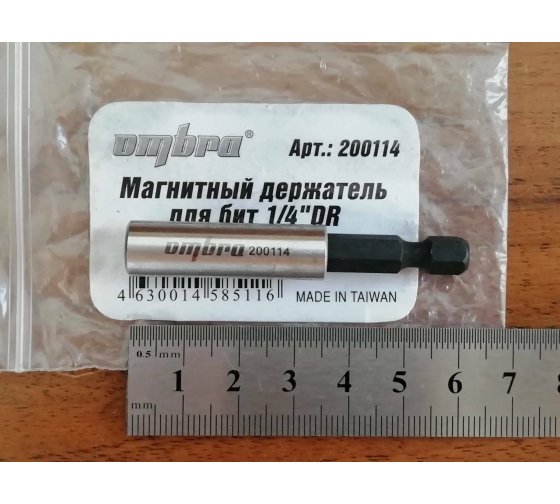 ombra® Арт.: 200114
Магнитный держатель
для бит 1/4"DR
ombra 200114
4 630014 585116
MADE IN TAIWAN
0.5 mm
1 2 3 4 5 6 7 8
mm